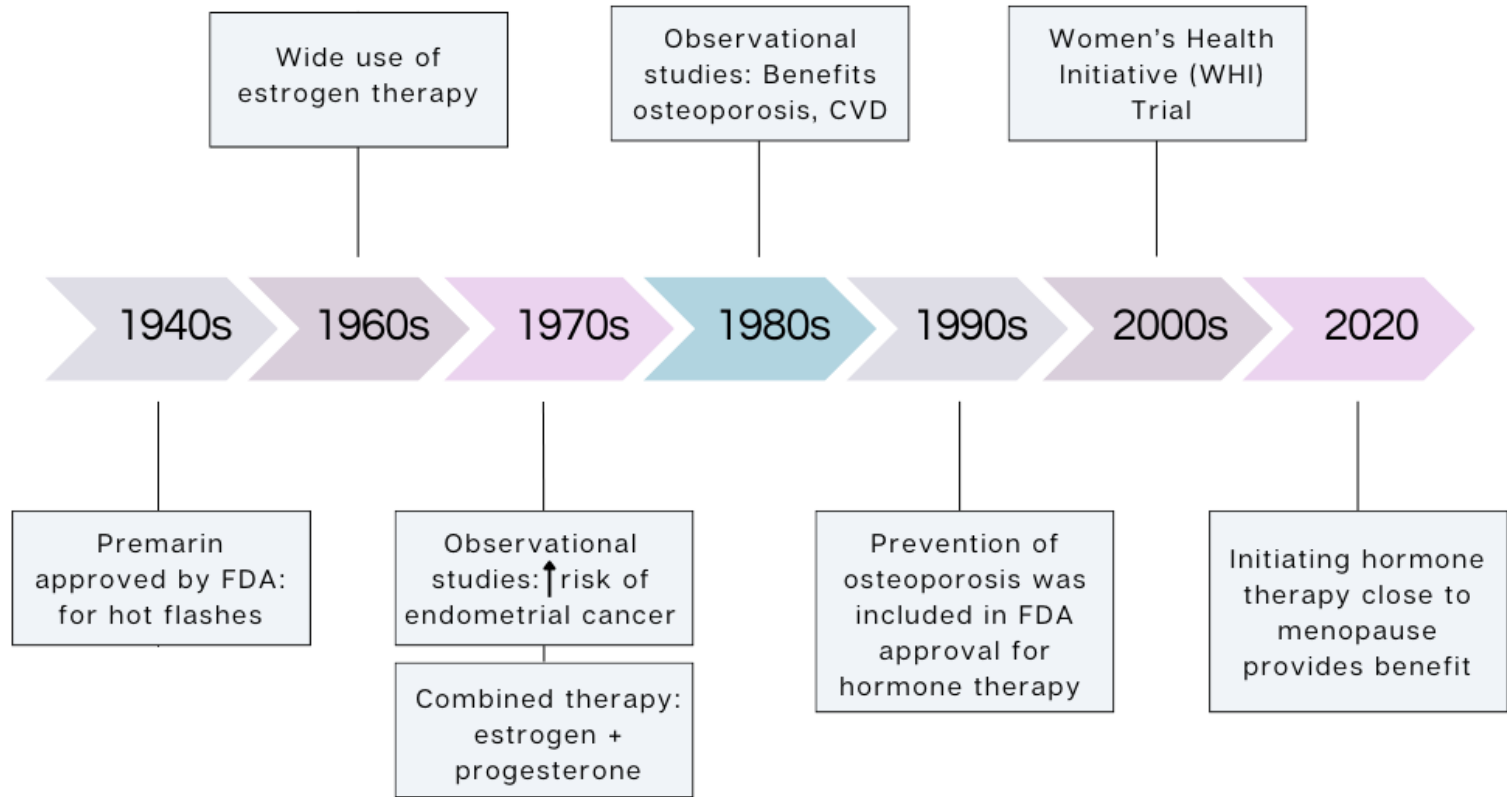 Wide use of
estrogen therapy
Observational
studies: Benefits
osteoporosis, CVD
Women's Health
Initiative (WHI)
Trial
1940s
1960s
1970s
1980s
1990s
2000s
2020
Premarin
approved by FDA:
for hot flashes
Observational
studies:↑risk of
endometrial cancer
Combined therapy:
estrogen +
progesterone
Prevention of
osteoporosis was
included in FDA
approval for
hormone therapy
Initiating hormone
therapy close to
menopause
provides benefit